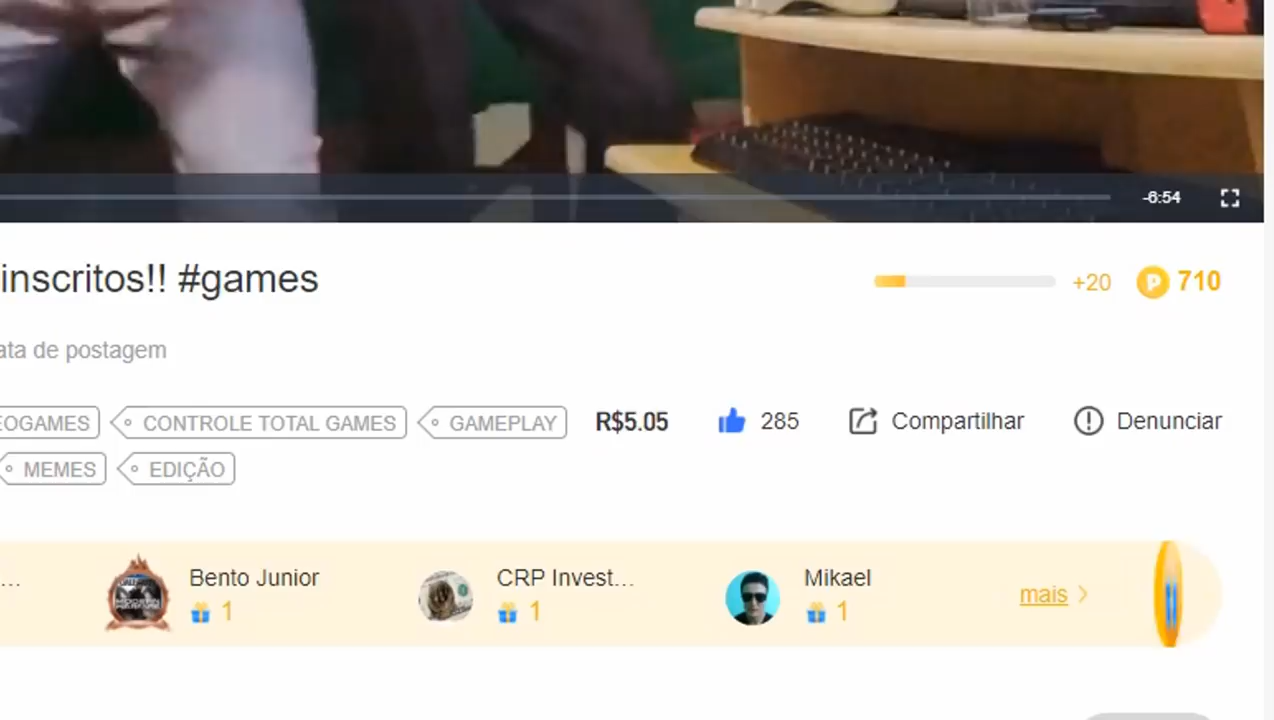 -6:54
inscritos!! #games
+20
710
ata de postagem
EOGAMES
CONTROLE TOTAL GAMES
GAMEPLAY
R$5.05
285
Compartilhar
Denunciar
MEMES
EDIÇÃO
...
Bento Junior
1
CRP Invest...
1
Mikael
1
mais